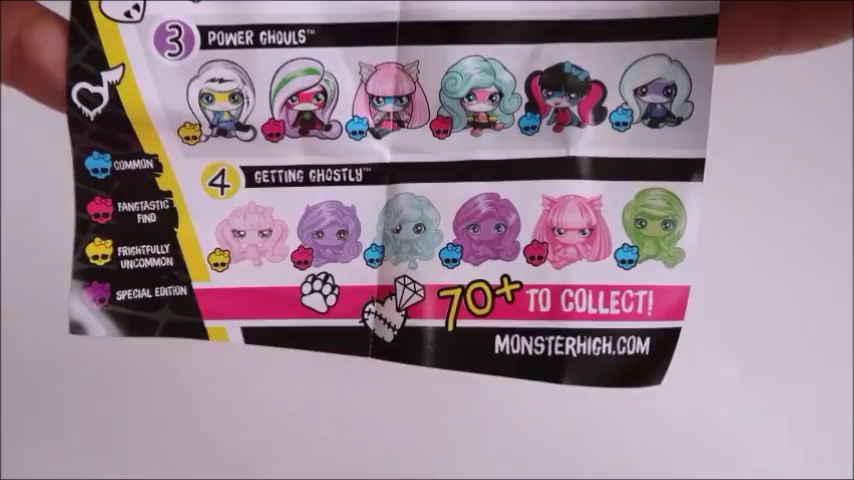 3 POWER GHOULS™
COMMON
FANGTASTIC
FIND
FRIGHTFULLY
UNCOMMON
SPECIAL EDITION
4 GETTING GHOSTLY™
70+ TO COLLECT!
MONSTERHIGH.COM